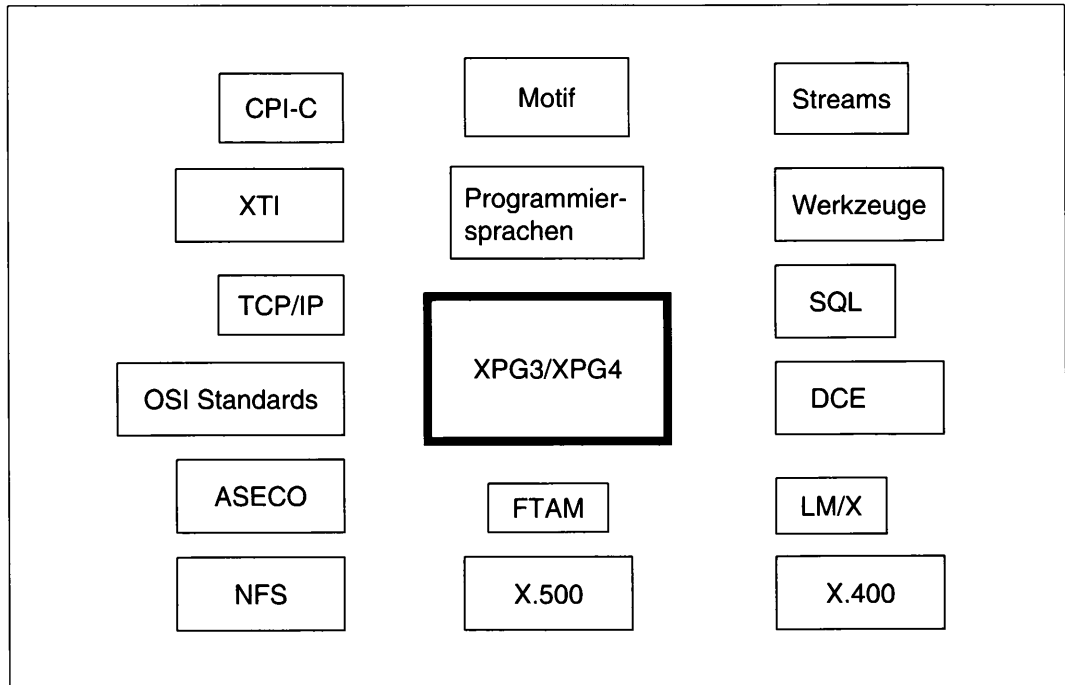 CPI-C
Motif
Streams
XTI
Programmier-
sprachen
Werkzeuge
TCP/IP
SQL
XPG3/XPG4
OSI Standards
DCE
ASECO
FTAM
LM/X
NFS
X.500
X.400